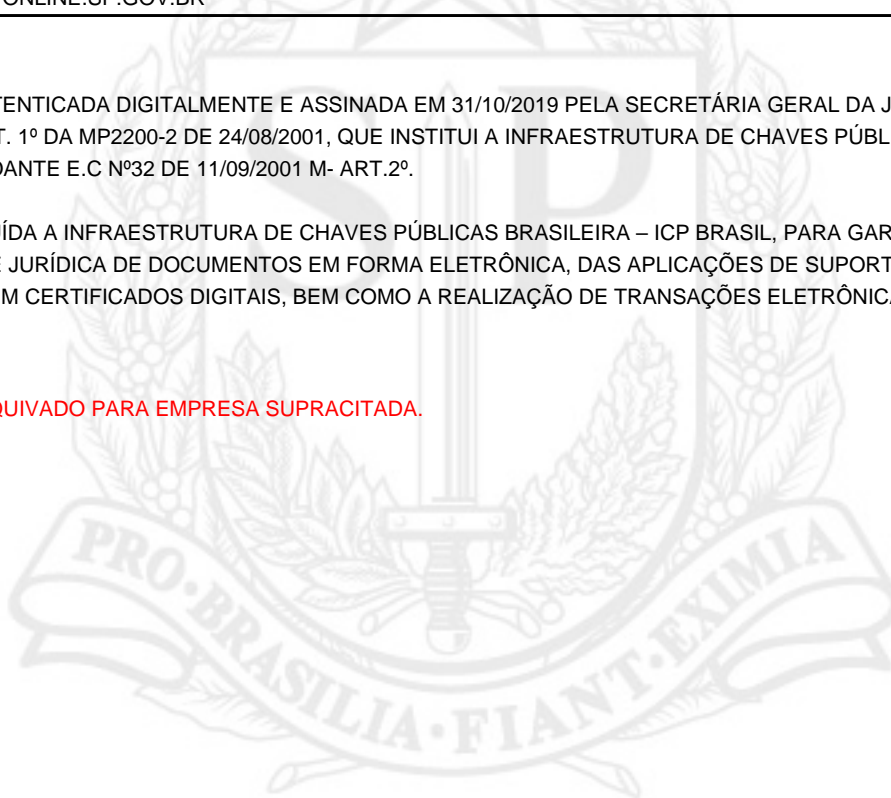 ONLINE.SP.GOV.BR
TENTICADA DIGITALMENTE E ASSINADA EM 31/10/2019 PELA SECRETÁRIA GERAL DA J
T. 1º DA MP2200-2 DE 24/08/2001, QUE INSTITUI A INFRAESTRUTURA DE CHAVES PÚBL
DANTE E.C Nº32 DE 11/09/2001 M- ART.2º.
ÍDA A INFRAESTRUTURA DE CHAVES PÚBLICAS BRASILEIRA – ICP BRASIL, PARA GAR
E JURÍDICA DE DOCUMENTOS EM FORMA ELETRÔNICA, DAS APLICAÇÕES DE SUPORT
M CERTIFICADOS DIGITAIS, BEM COMO A REALIZAÇÃO DE TRANSAÇÕES ELETRÔNICA
QUIVADO PARA EMPRESA SUPRACITADA.
SP
PRO·BRASILIA·FIANT·EXIMIA